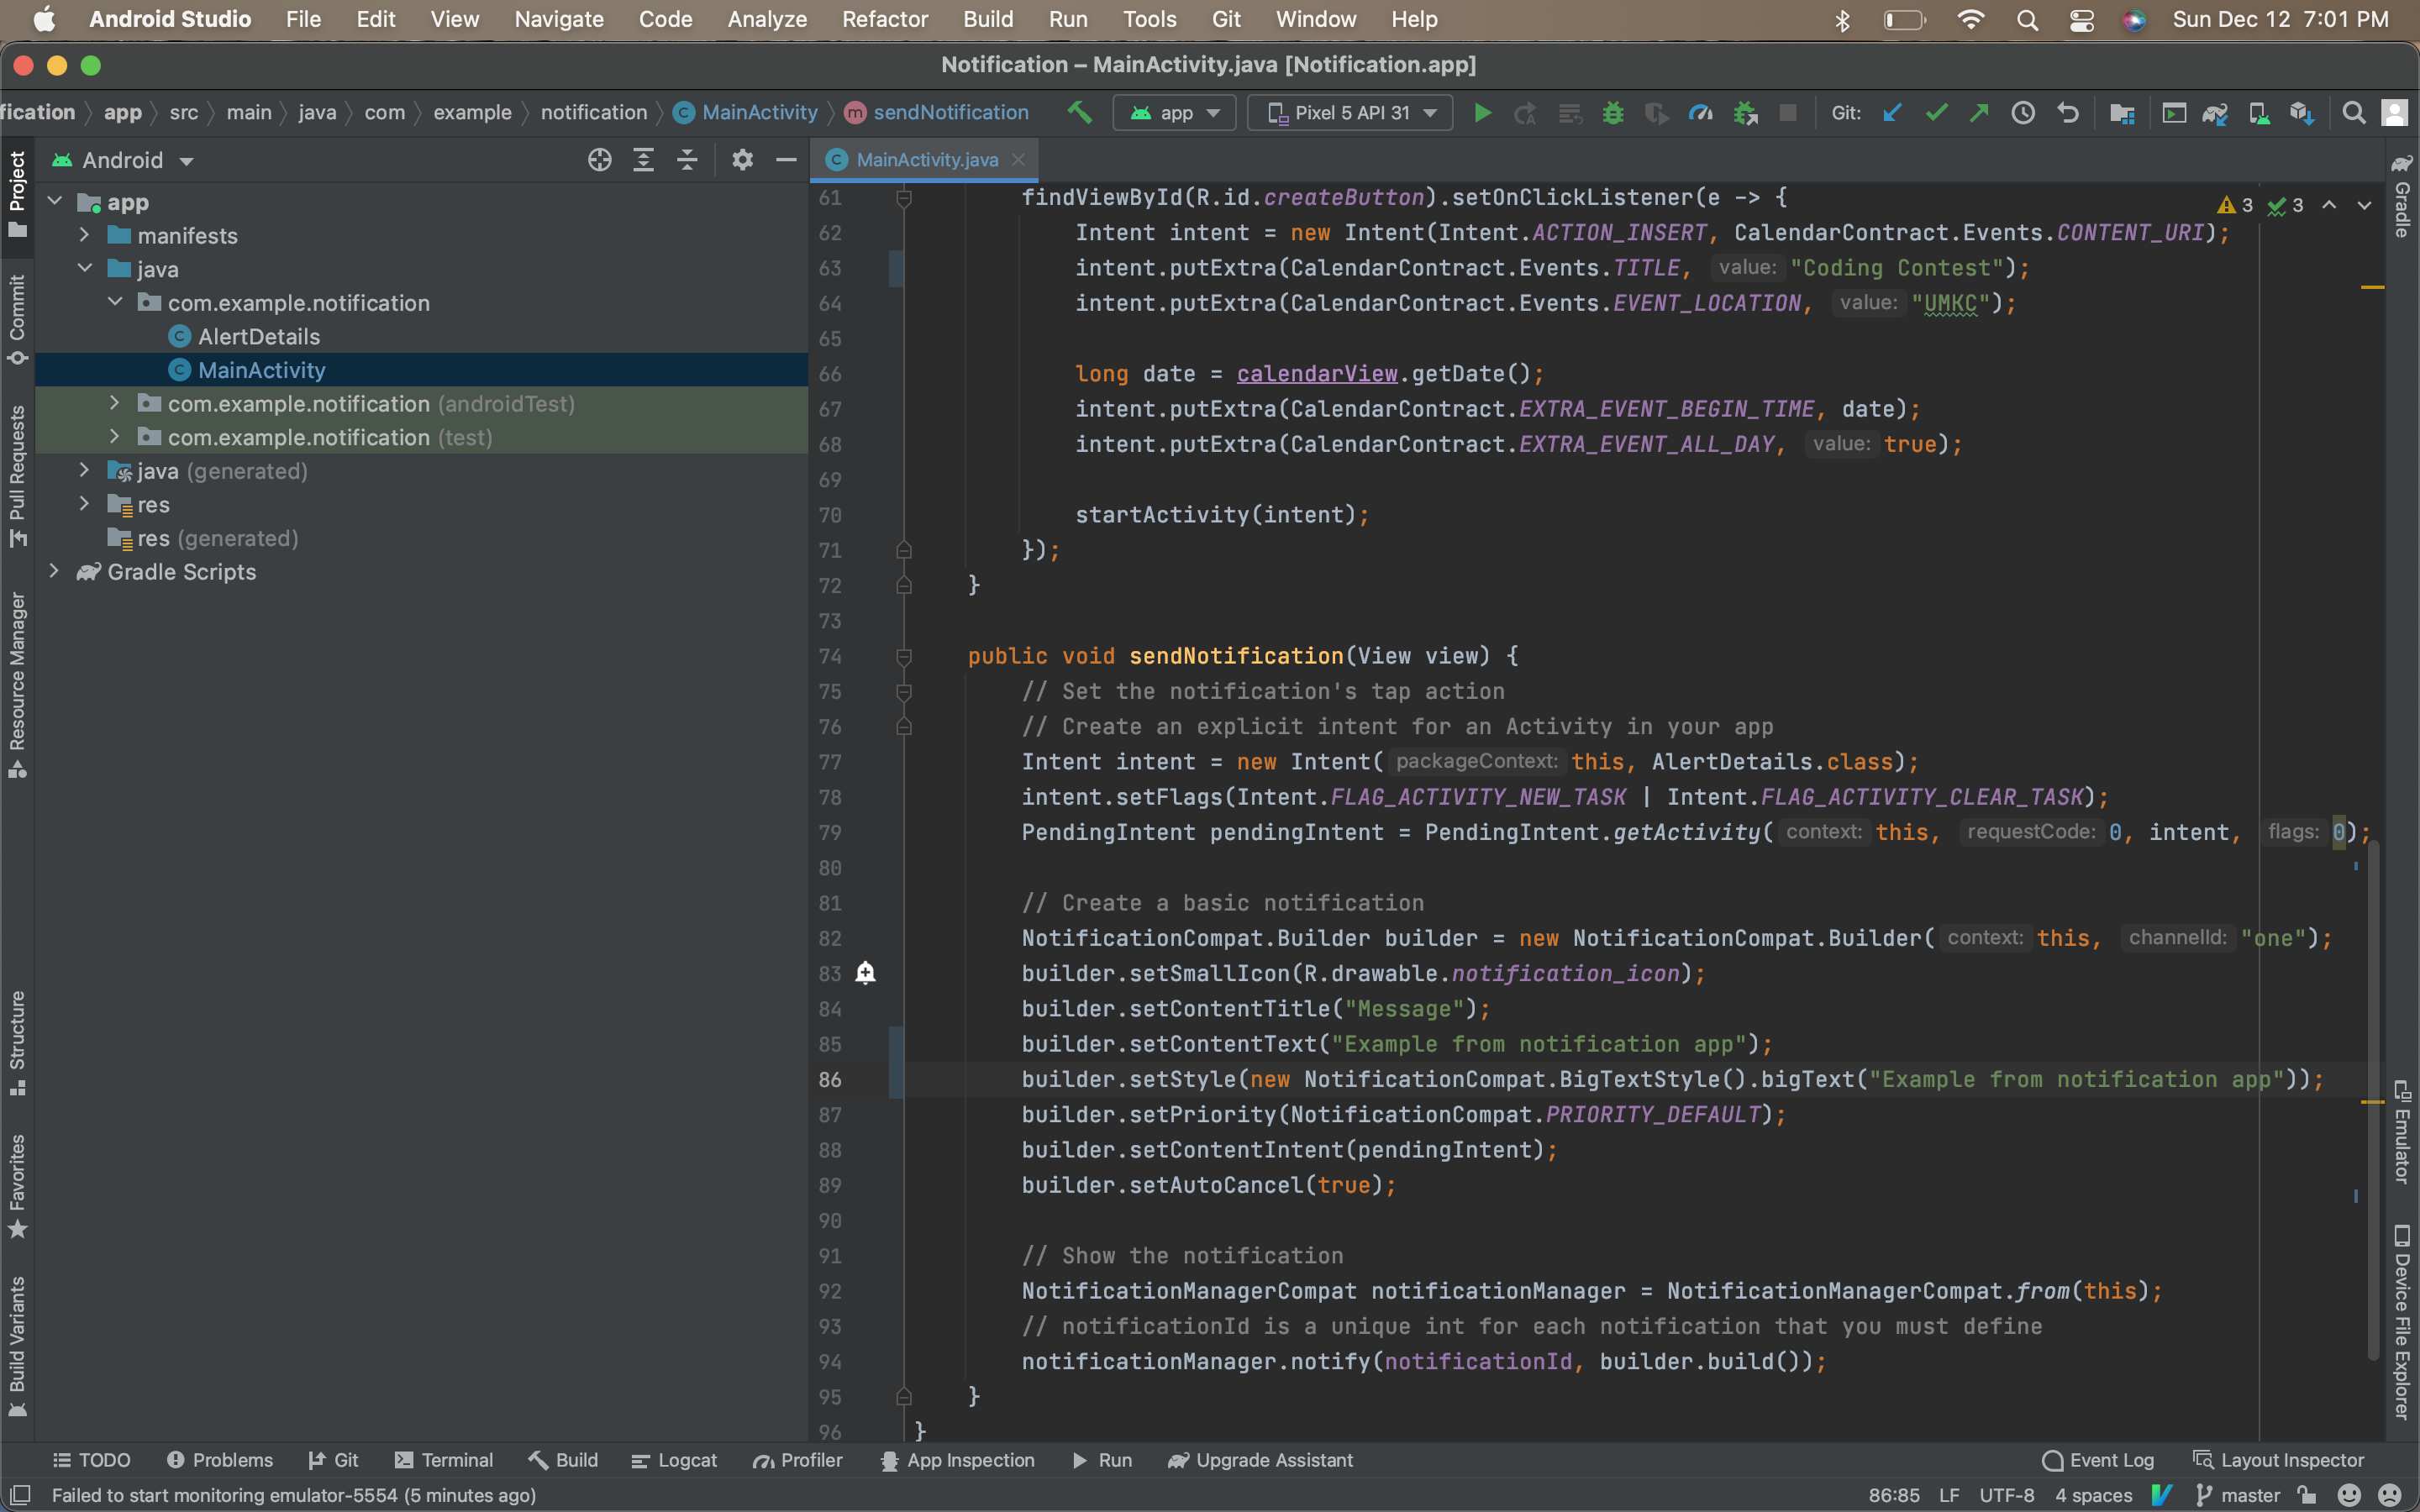 Android Studio File Edit View Navigate Code Analyze Refactor Build Run Tools Git Window Help Sun Dec 12 7:01 PM
Notification – MainActivity.java [Notification.app]
fication app src main java com example notification MainActivity sendNotification app Pixel 5 API 31 Git:
Android
MainActivity.java
Project
Commit
Pull Requests
Resource Manager
Structure
Favorites
Build Variants
app
manifests
java
com.example.notification
AlertDetails
MainActivity
com.example.notification (androidTest)
com.example.notification (test)
java (generated)
res
res (generated)
Gradle Scripts
3 3
61 findViewById(R.id.createButton).setOnClickListener(e -> {
62 Intent intent = new Intent(Intent.ACTION_INSERT, CalendarContract.Events.CONTENT_URI);
63 intent.putExtra(CalendarContract.Events.TITLE, value: "Coding Contest");
64 intent.putExtra(CalendarContract.Events.EVENT_LOCATION, value: "UMKC");
65
66 long date = calendarView.getDate();
67 intent.putExtra(CalendarContract.EXTRA_EVENT_BEGIN_TIME, date);
68 intent.putExtra(CalendarContract.EXTRA_EVENT_ALL_DAY, value: true);
69
70 startActivity(intent);
71 });
72 }
73
74 public void sendNotification(View view) {
75 // Set the notification's tap action
76 // Create an explicit intent for an Activity in your app
77 Intent intent = new Intent( packageContext: this, AlertDetails.class);
78 intent.setFlags(Intent.FLAG_ACTIVITY_NEW_TASK | Intent.FLAG_ACTIVITY_CLEAR_TASK);
79 PendingIntent pendingIntent = PendingIntent.getActivity( context: this, requestCode: 0, intent, flags: 0);
80
81 // Create a basic notification
82 NotificationCompat.Builder builder = new NotificationCompat.Builder( context: this, channelId: "one");
83 builder.setSmallIcon(R.drawable.notification_icon);
84 builder.setContentTitle("Message");
85 builder.setContentText("Example from notification app");
86 builder.setStyle(new NotificationCompat.BigTextStyle().bigText("Example from notification app"));
87 builder.setPriority(NotificationCompat.PRIORITY_DEFAULT);
88 builder.setContentIntent(pendingIntent);
89 builder.setAutoCancel(true);
90
91 // Show the notification
92 NotificationManagerCompat notificationManager = NotificationManagerCompat.from(this);
93 // notificationId is a unique int for each notification that you must define
94 notificationManager.notify(notificationId, builder.build());
95 }
96 }
Gradle
Emulator
Device File Explorer
TODO Problems Git Terminal Build Logcat Profiler App Inspection Run Upgrade Assistant Event Log Layout Inspector
Failed to start monitoring emulator-5554 (5 minutes ago) 86:85 LF UTF-8 4 spaces master